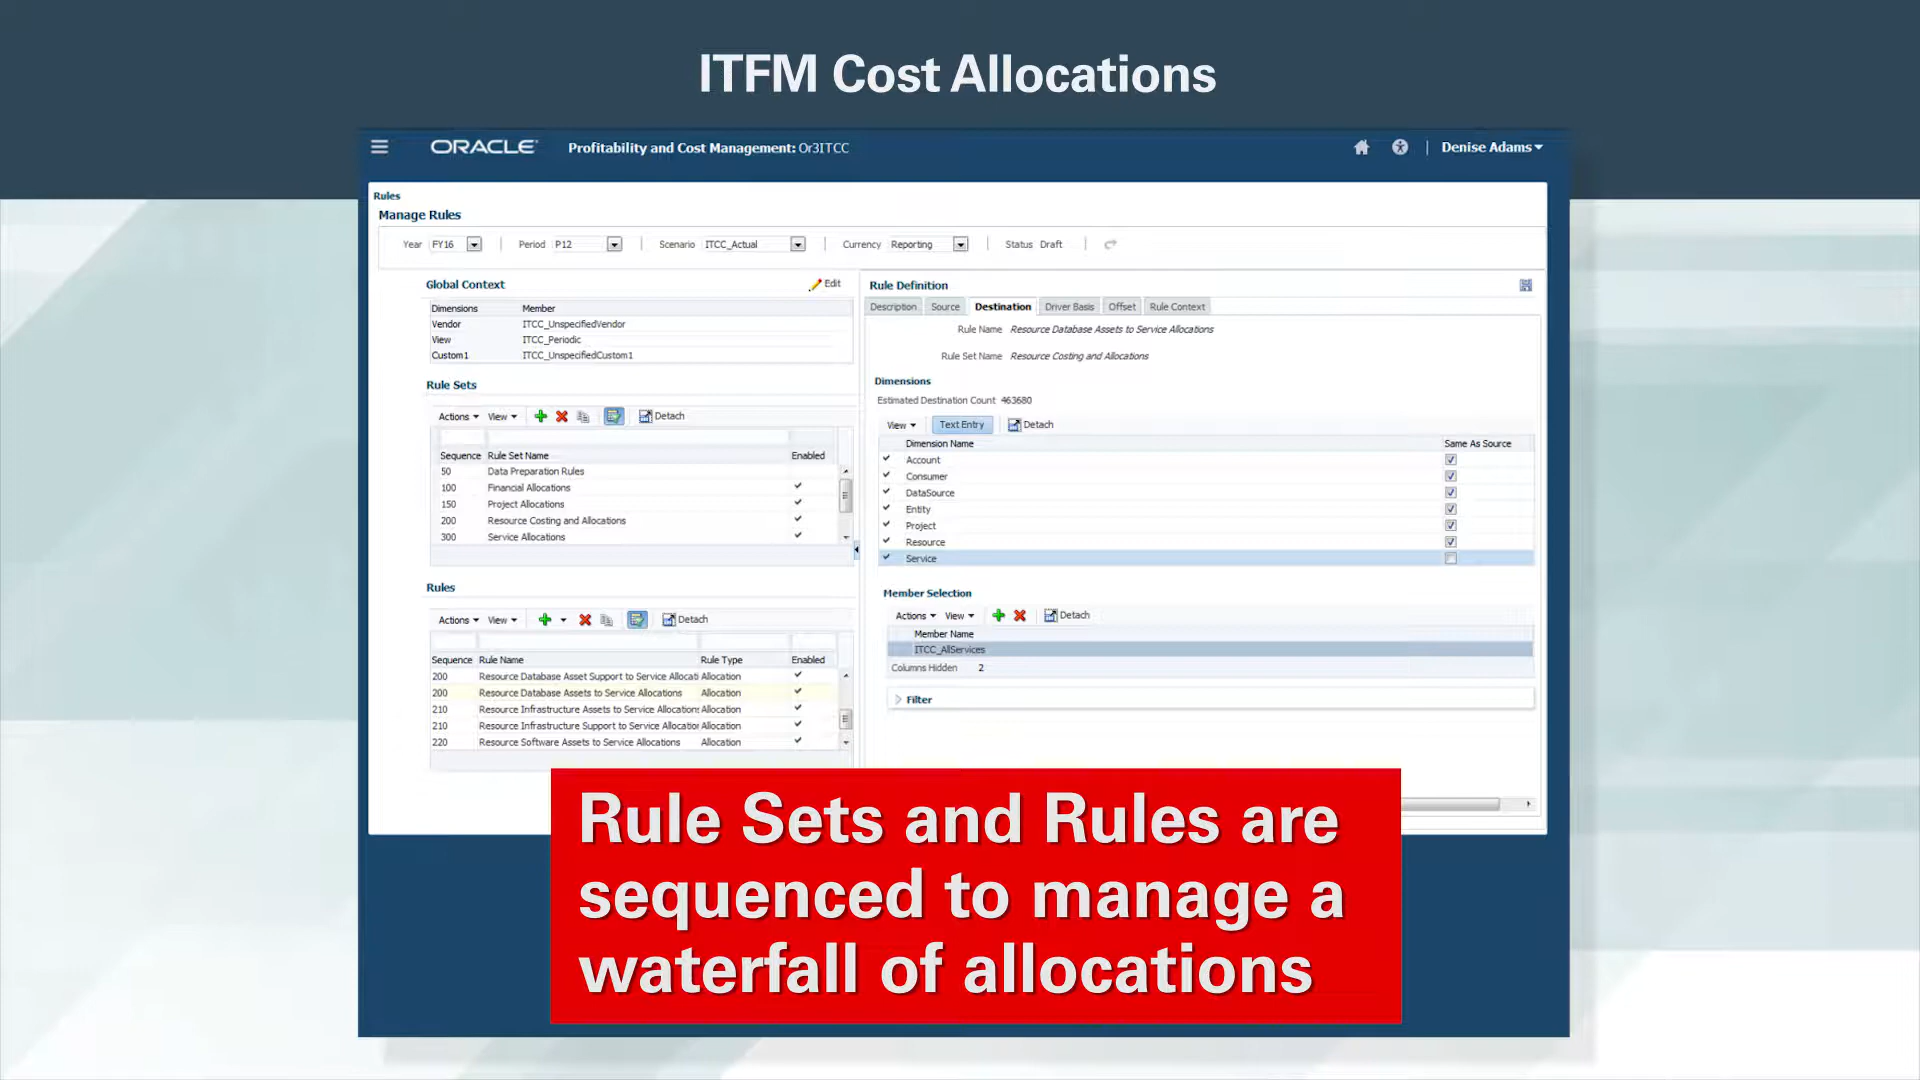 ITFM Cost Allocations
ORACLE Profitability and Cost Management: Or3ITCC Denise Adams
Rules
Manage Rules
Year FY16 Period P12 Scenario ITCC_Actual Currency Reporting Status Draft
Global Context Edit
Dimensions Member
Vendor ITCC_UnspecifiedVendor
View ITCC_Periodic
Custom1 ITCC_UnspecifiedCustom1
Rule Sets
Actions View Detach
Sequence Rule Set Name Enabled
50 Data Preparation Rules
100 Financial Allocations
150 Project Allocations
200 Resource Costing and Allocations
300 Service Allocations
Rules
Actions View Detach
Sequence Rule Name Rule Type Enabled
200 Resource Database Asset Support to Service Allocati Allocation
200 Resource Database Assets to Service Allocations Allocation
210 Resource Infrastructure Assets to Service Allocations Allocation
210 Resource Infrastructure Support to Service Allocatior Allocation
220 Resource Software Assets to Service Allocations Allocation
Rule Definition
Description Source Destination Driver Basis Offset Rule Context
Rule Name Resource Database Assets to Service Allocations
Rule Set Name Resource Costing and Allocations
Dimensions
Estimated Destination Count 463680
View Text Entry Detach
Dimension Name Same As Source
Account
Consumer
DataSource
Entity
Project
Resource
Service
Member Selection
Actions View Detach
Member Name
ITCC_AllServices
Columns Hidden 2
Filter
Rule Sets and Rules are
sequenced to manage a
waterfall of allocations